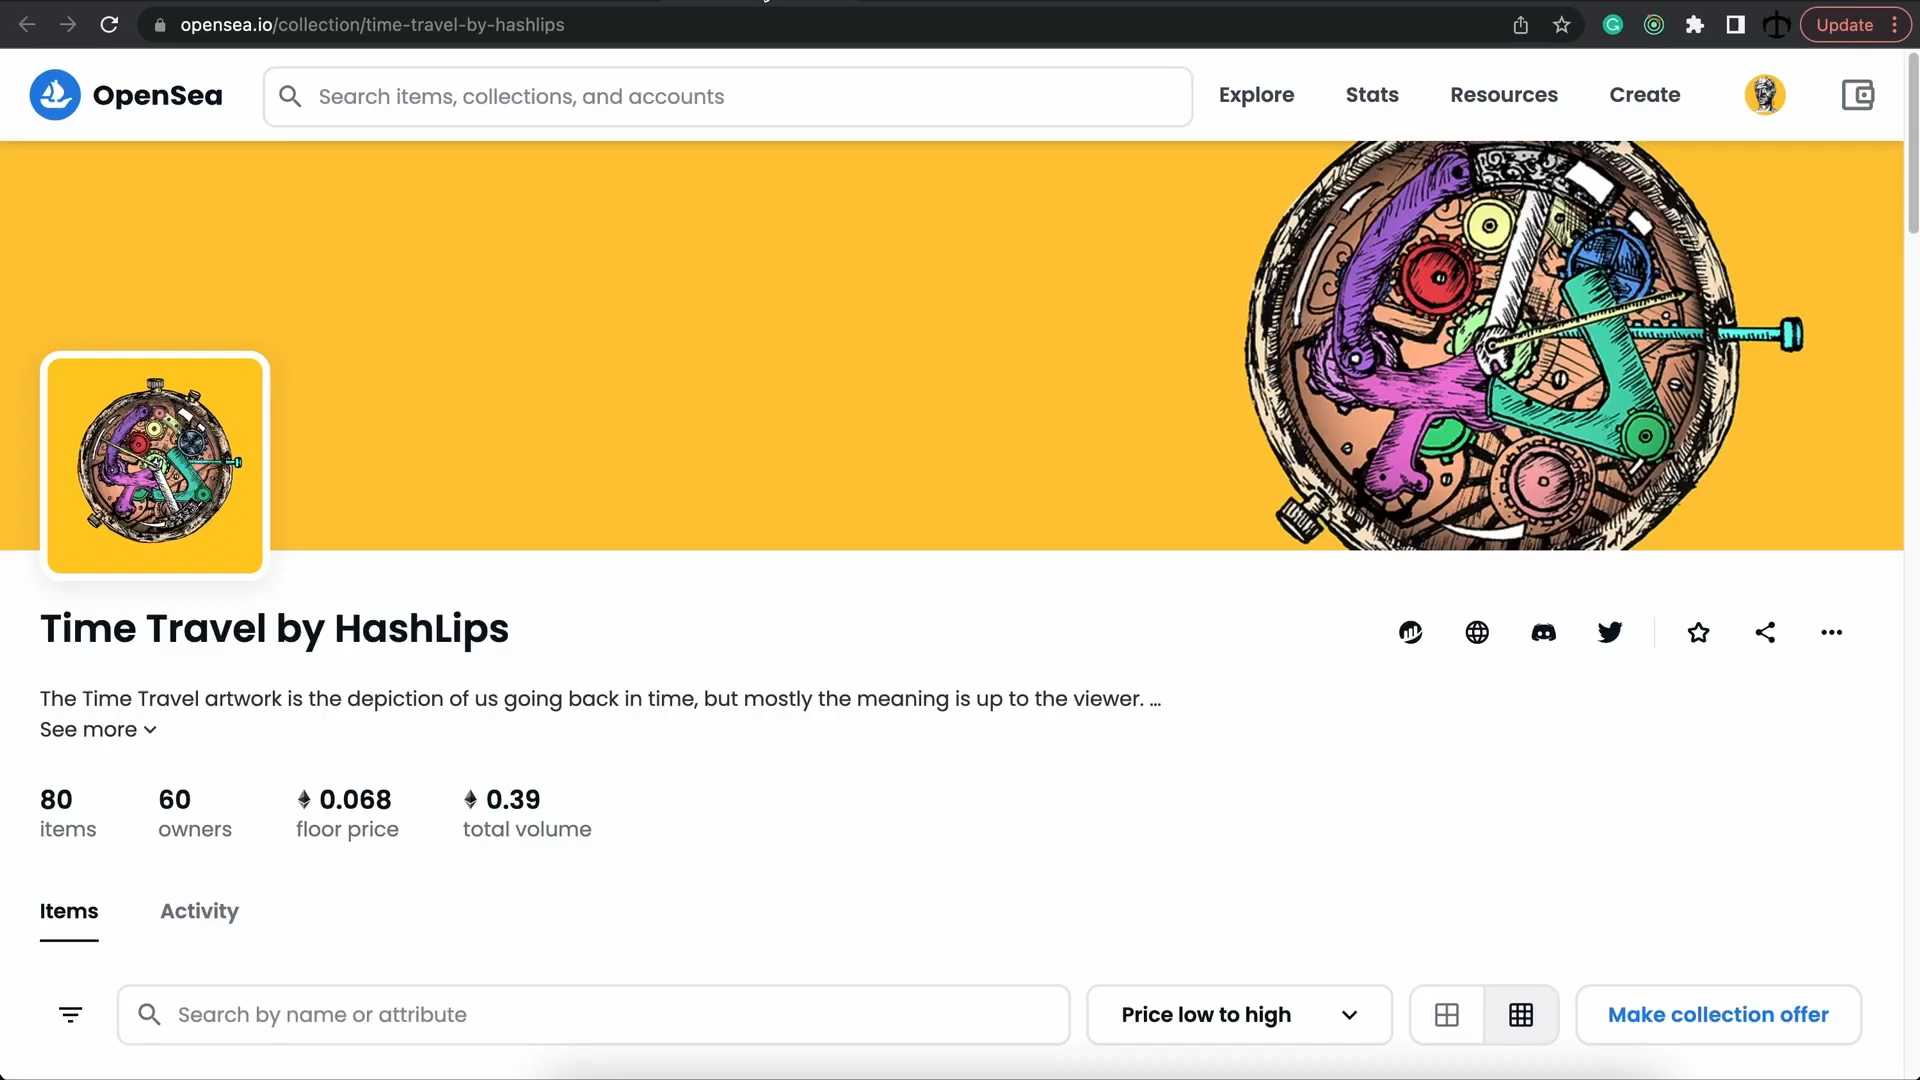 opensea.io/collection/time-travel-by-hashlips
Update
OpenSea
Search items, collections, and accounts
Explore
Stats
Resources
Create
Time Travel by HashLips
The Time Travel artwork is the depiction of us going back in time, but mostly the meaning is up to the viewer. ...
See more
80
60
0.068
0.39
items
owners
floor price
total volume
Items
Activity
Search by name or attribute
Price low to high
Make collection offer